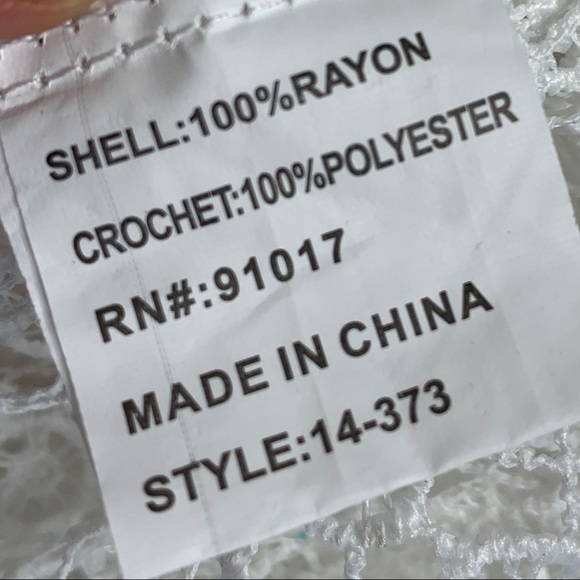 SHELL:100%RAYON
CROCHET:100%POLYESTER
RN#:91017
MADE IN CHINA
STYLE:14-373